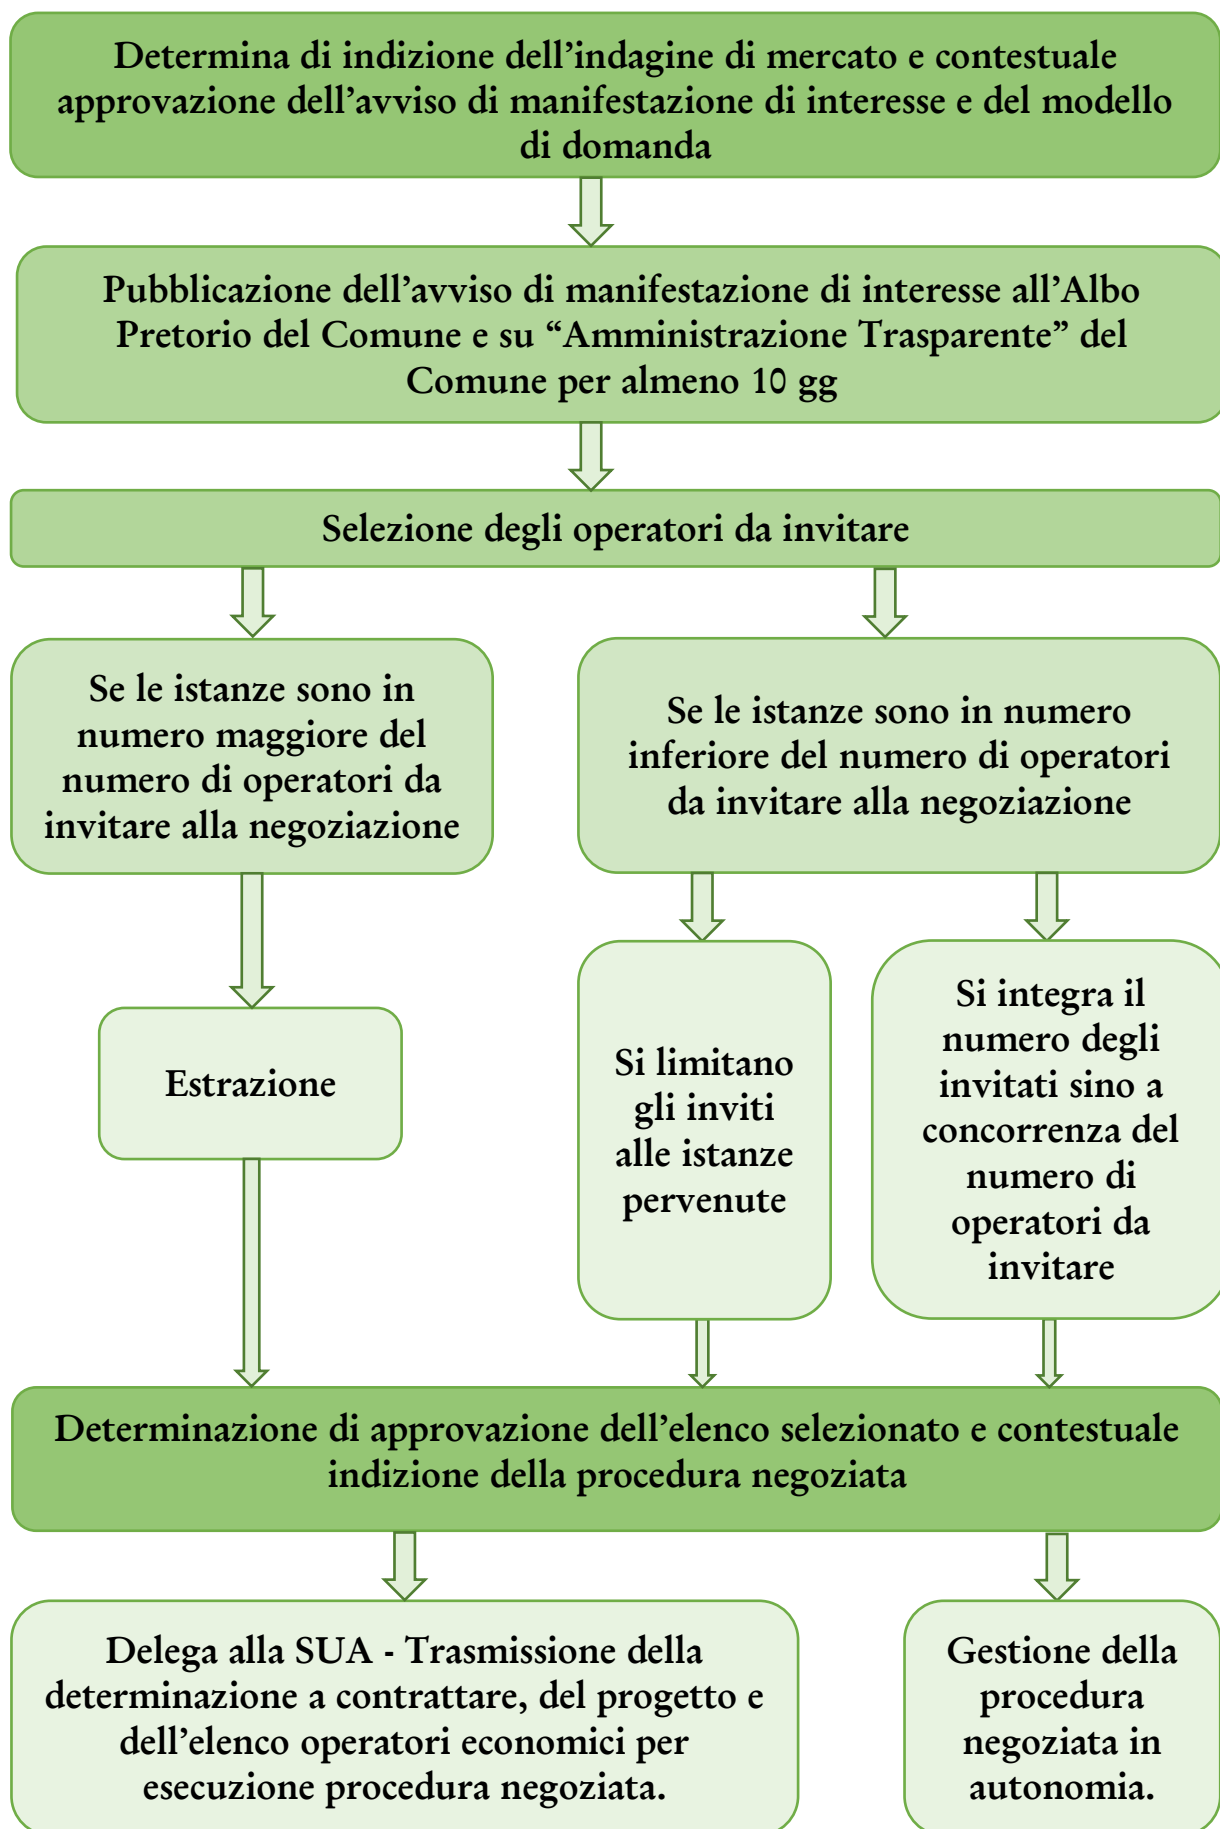 Determina di indizione dell’indagine di mercato e contestuale
approvazione dell’avviso di manifestazione di interesse e del modello
di domanda
Pubblicazione dell’avviso di manifestazione di interesse all’Albo
Pretorio del Comune e su “Amministrazione Trasparente” del
Comune per almeno 10 gg
Selezione degli operatori da invitare
Se le istanze sono in
numero maggiore del
numero di operatori da
invitare alla negoziazione
Se le istanze sono in numero
inferiore del numero di operatori
da invitare alla negoziazione
Estrazione
Si limitano
gli inviti
alle istanze
pervenute
Si integra il
numero degli
invitati sino a
concorrenza del
numero di
operatori da
invitare
Determinazione di approvazione dell’elenco selezionato e contestuale
indizione della procedura negoziata
Delega alla SUA - Trasmissione della
determinazione a contrattare, del progetto e
dell’elenco operatori economici per
esecuzione procedura negoziata.
Gestione della
procedura
negoziata in
autonomia.